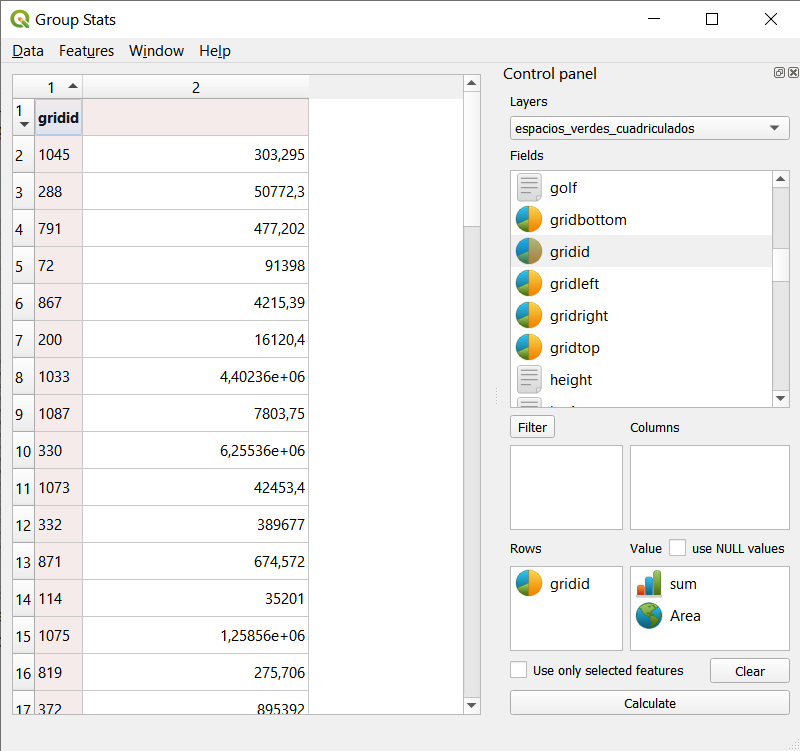 Group Stats
Data Features Window Help
1 2
1 gridid
2 1045 303,295
3 288 50772,3
4 791 477,202
5 72 91398
6 867 4215,39
7 200 16120,4
8 1033 4,40236e+06
9 1087 7803,75
10 330 6,25536e+06
11 1073 42453,4
12 332 389677
13 871 674,572
14 114 35201
15 1075 1,25856e+06
16 819 275,706
17 372 895392
Control panel
Layers
espacios_verdes_cuadriculados
Fields
golf
gridbottom
gridid
gridleft
gridright
gridtop
height
Filter Columns
Rows Value use NULL values
gridid sum
Area
Use only selected features Clear
Calculate